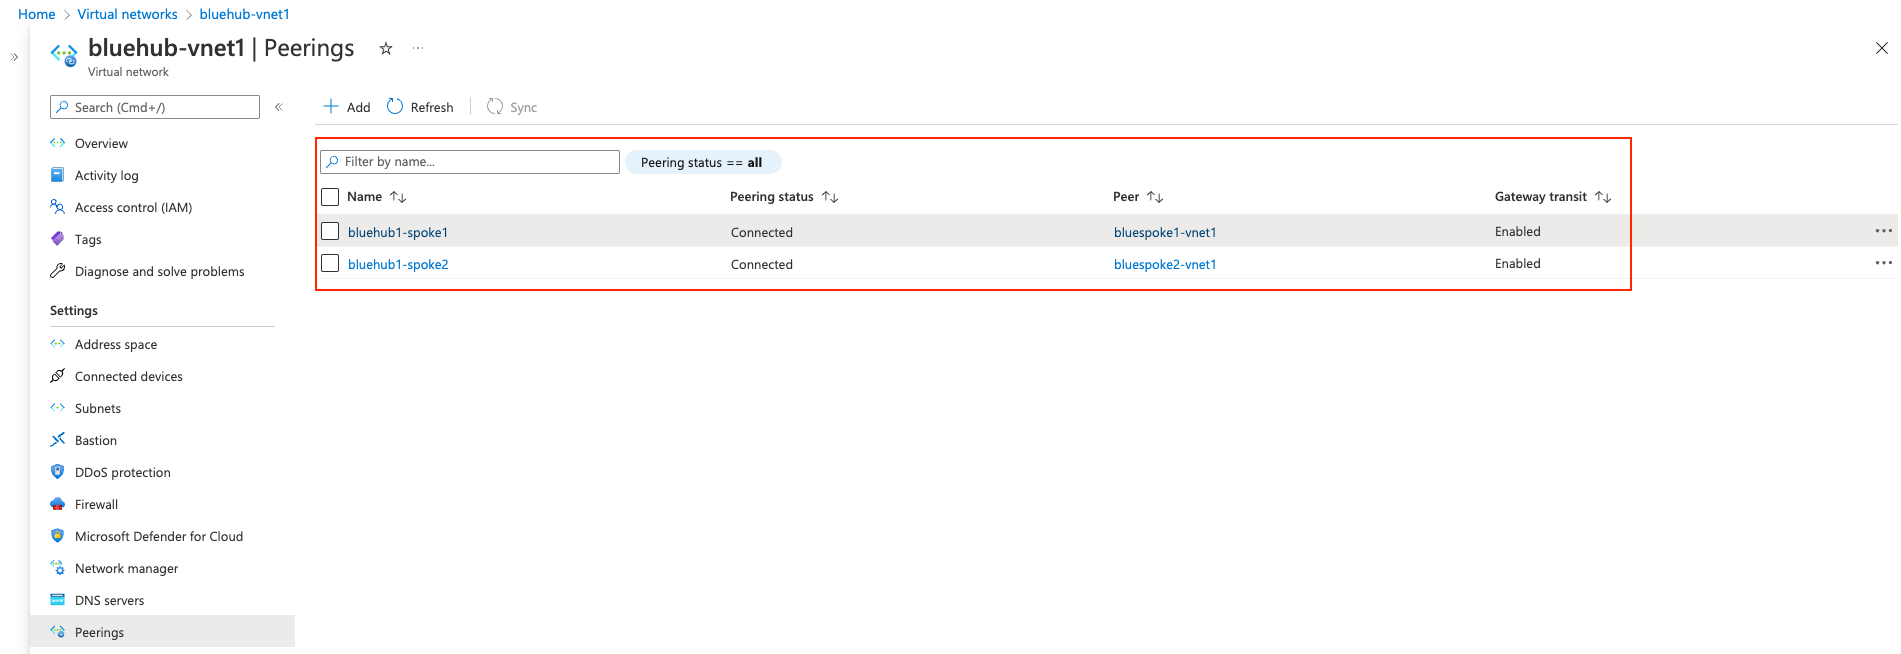 Home > Virtual networks > bluehub-vnet1
bluehub-vnet1 | Peerings
Virtual network
Search (Cmd+/)
Add Refresh Sync
Overview
Activity log
Access control (IAM)
Tags
Diagnose and solve problems
Settings
Address space
Connected devices
Subnets
Bastion
DDoS protection
Firewall
Microsoft Defender for Cloud
Network manager
DNS servers
Peerings
Filter by name...
Peering status == all
Name Peering status Peer Gateway transit
bluehub1-spoke1 Connected bluespoke1-vnet1 Enabled
bluehub1-spoke2 Connected bluespoke2-vnet1 Enabled